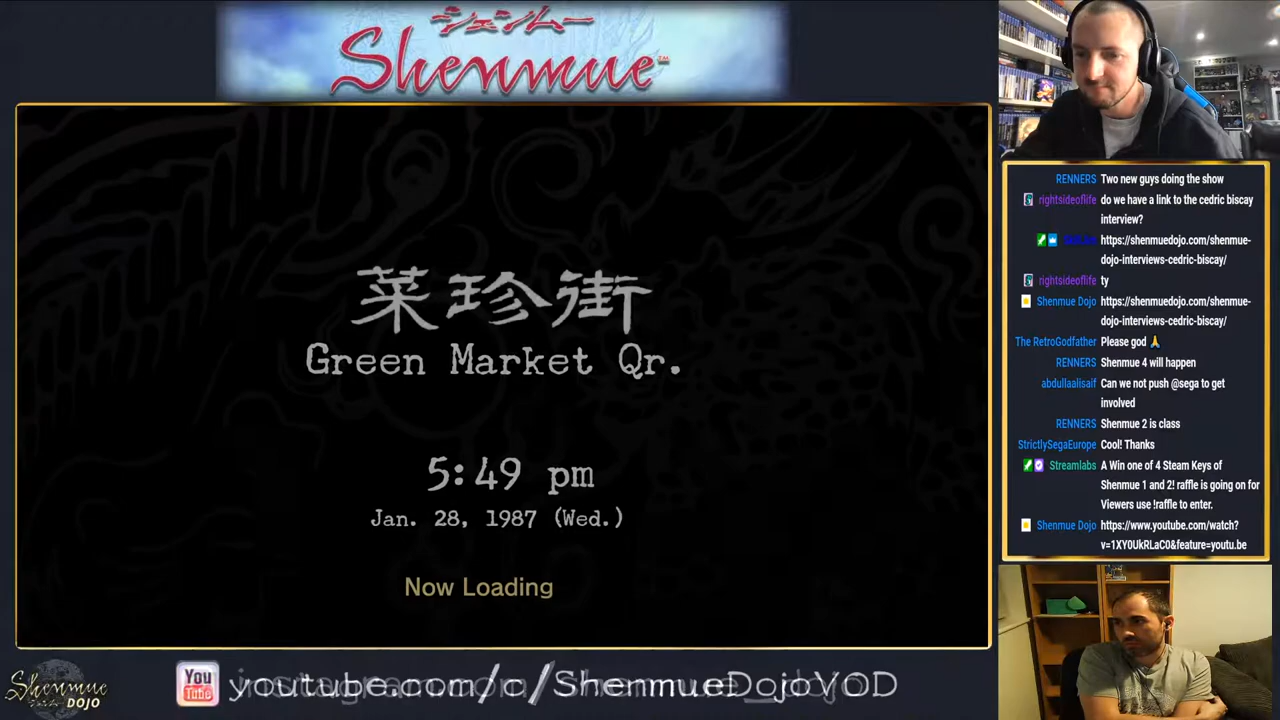 シェンムー
Shenmue™
菜珍街
Green Market Qr.
5:49 pm
Jan. 28, 1987 (Wed.)
Now Loading
RENNERS Two new guys doing the show
rightsideoflife do we have a link to the cedric biscay
interview?
https://shenmuedojo.com/shenmue-
dojo-interviews-cedric-biscay/
rightsideoflife ty
Shenmue Dojo https://shenmuedojo.com/shenmue-
dojo-interviews-cedric-biscay/
The RetroGodfather Please god 🙏
RENNERS Shenmue 4 will happen
abdullaalisaif Can we not push @sega to get
involved
RENNERS Shenmue 2 is class
StrictlySegaEurope Cool! Thanks
Streamlabs A Win one of 4 Steam Keys of
Shenmue 1 and 2! raffle is going on for
Viewers use !raffle to enter.
Shenmue Dojo https://www.youtube.com/watch?
v=1XY0UkRLaC0&feature=youtu.be
Shenmue
DOJO
You
Tube
youtube.com/c/ShenmueDojoYOD